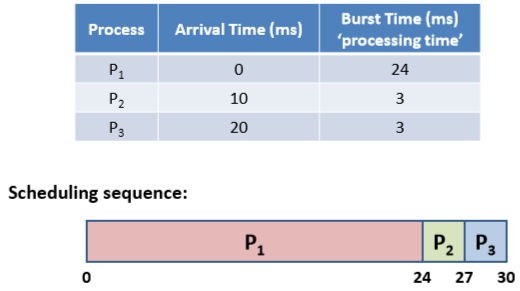 Process Arrival Time (ms) Burst Time (ms) 'processing time'
P₁ 0 24
P₂ 10 3
P₃ 20 3
Scheduling sequence:
P₁ P₂ P₃
0 24 27 30